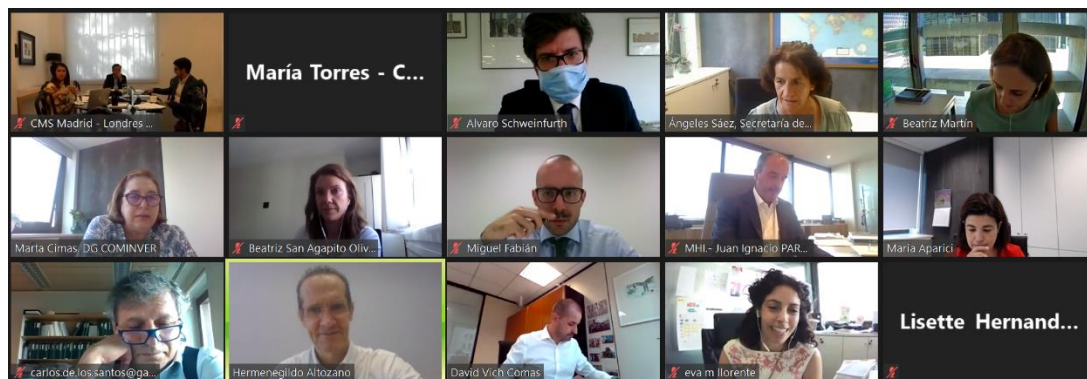 CMS Madrid - Londres ...
María Torres - C...
Alvaro Schweinfurth
Ángeles Sáez, Secretaría de...
Beatriz Martín
Marta Cimas, DG COMINVER
Beatriz San Agapito Oliv...
Miguel Fabián
MHI.- Juan Ignacio PAR...
Maria Aparici
carlos.de.los.santos@ga...
Hermenegildo Altozano
David Vich Comas
eva m llorente
Lisette Hernand...